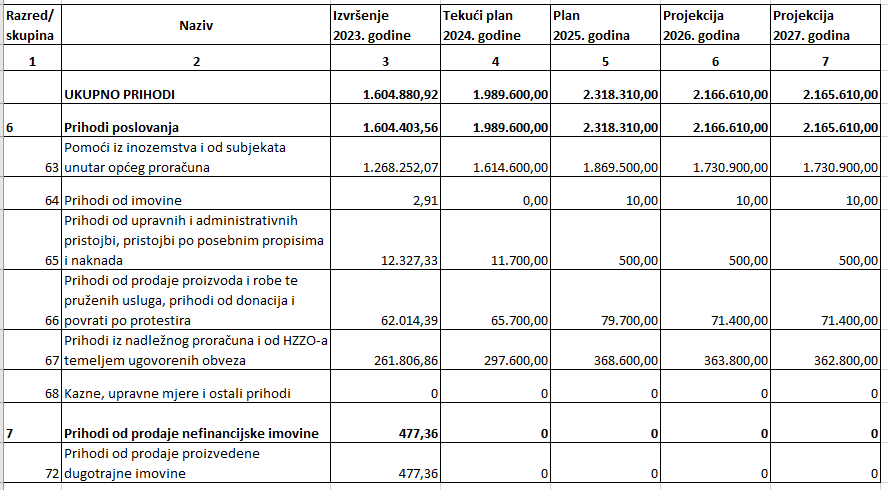 Razred/ Naziv Izvršenje Tekući plan Plan Projekcija Projekcija
skupina 2023. godine 2024. godine 2025. godina 2026. godina 2027. godina
1 2 3 4 5 6 7
UKUPNO PRIHODI 1.604.880,92 1.989.600,00 2.318.310,00 2.166.610,00 2.165.610,00
6 Prihodi poslovanja 1.604.403,56 1.989.600,00 2.318.310,00 2.166.610,00 2.165.610,00
Pomoći iz inozemstva i od subjekata
63 unutar općeg proračuna 1.268.252,07 1.614.600,00 1.869.500,00 1.730.900,00 1.730.900,00
64 Prihodi od imovine 2,91 0,00 10,00 10,00 10,00
Prihodi od upravnih i administrativnih
pristojbi, pristojbi po posebnim propisima
65 i naknada 12.327,33 11.700,00 500,00 500,00 500,00
Prihodi od prodaje proizvoda i robe te
pruženih usluga, prihodi od donacija i
66 povrati po protestira 62.014,39 65.700,00 79.700,00 71.400,00 71.400,00
Prihodi iz nadležnog proračuna i od HZZO-a
67 temeljem ugovorenih obveza 261.806,86 297.600,00 368.600,00 363.800,00 362.800,00
68 Kazne, upravne mjere i ostali prihodi 0 0 0 0 0
7 Prihodi od prodaje nefinancijske imovine 477,36 0 0 0 0
Prihodi od prodaje proizvedene
72 dugotrajne imovine 477,36 0 0 0 0